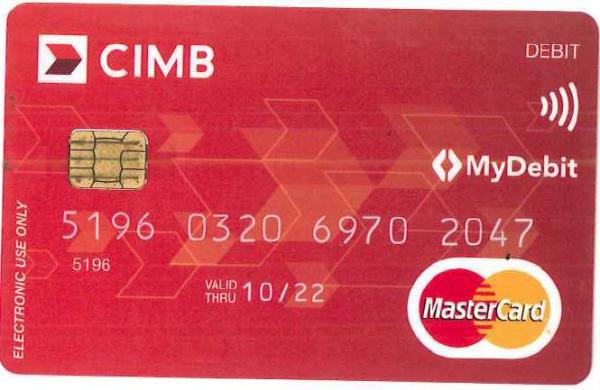 CIMB
DEBIT
MyDebit
5196 0320 6970 2047
5196
VALID THRU 10/22
ELECTRONIC USE ONLY
MasterCard